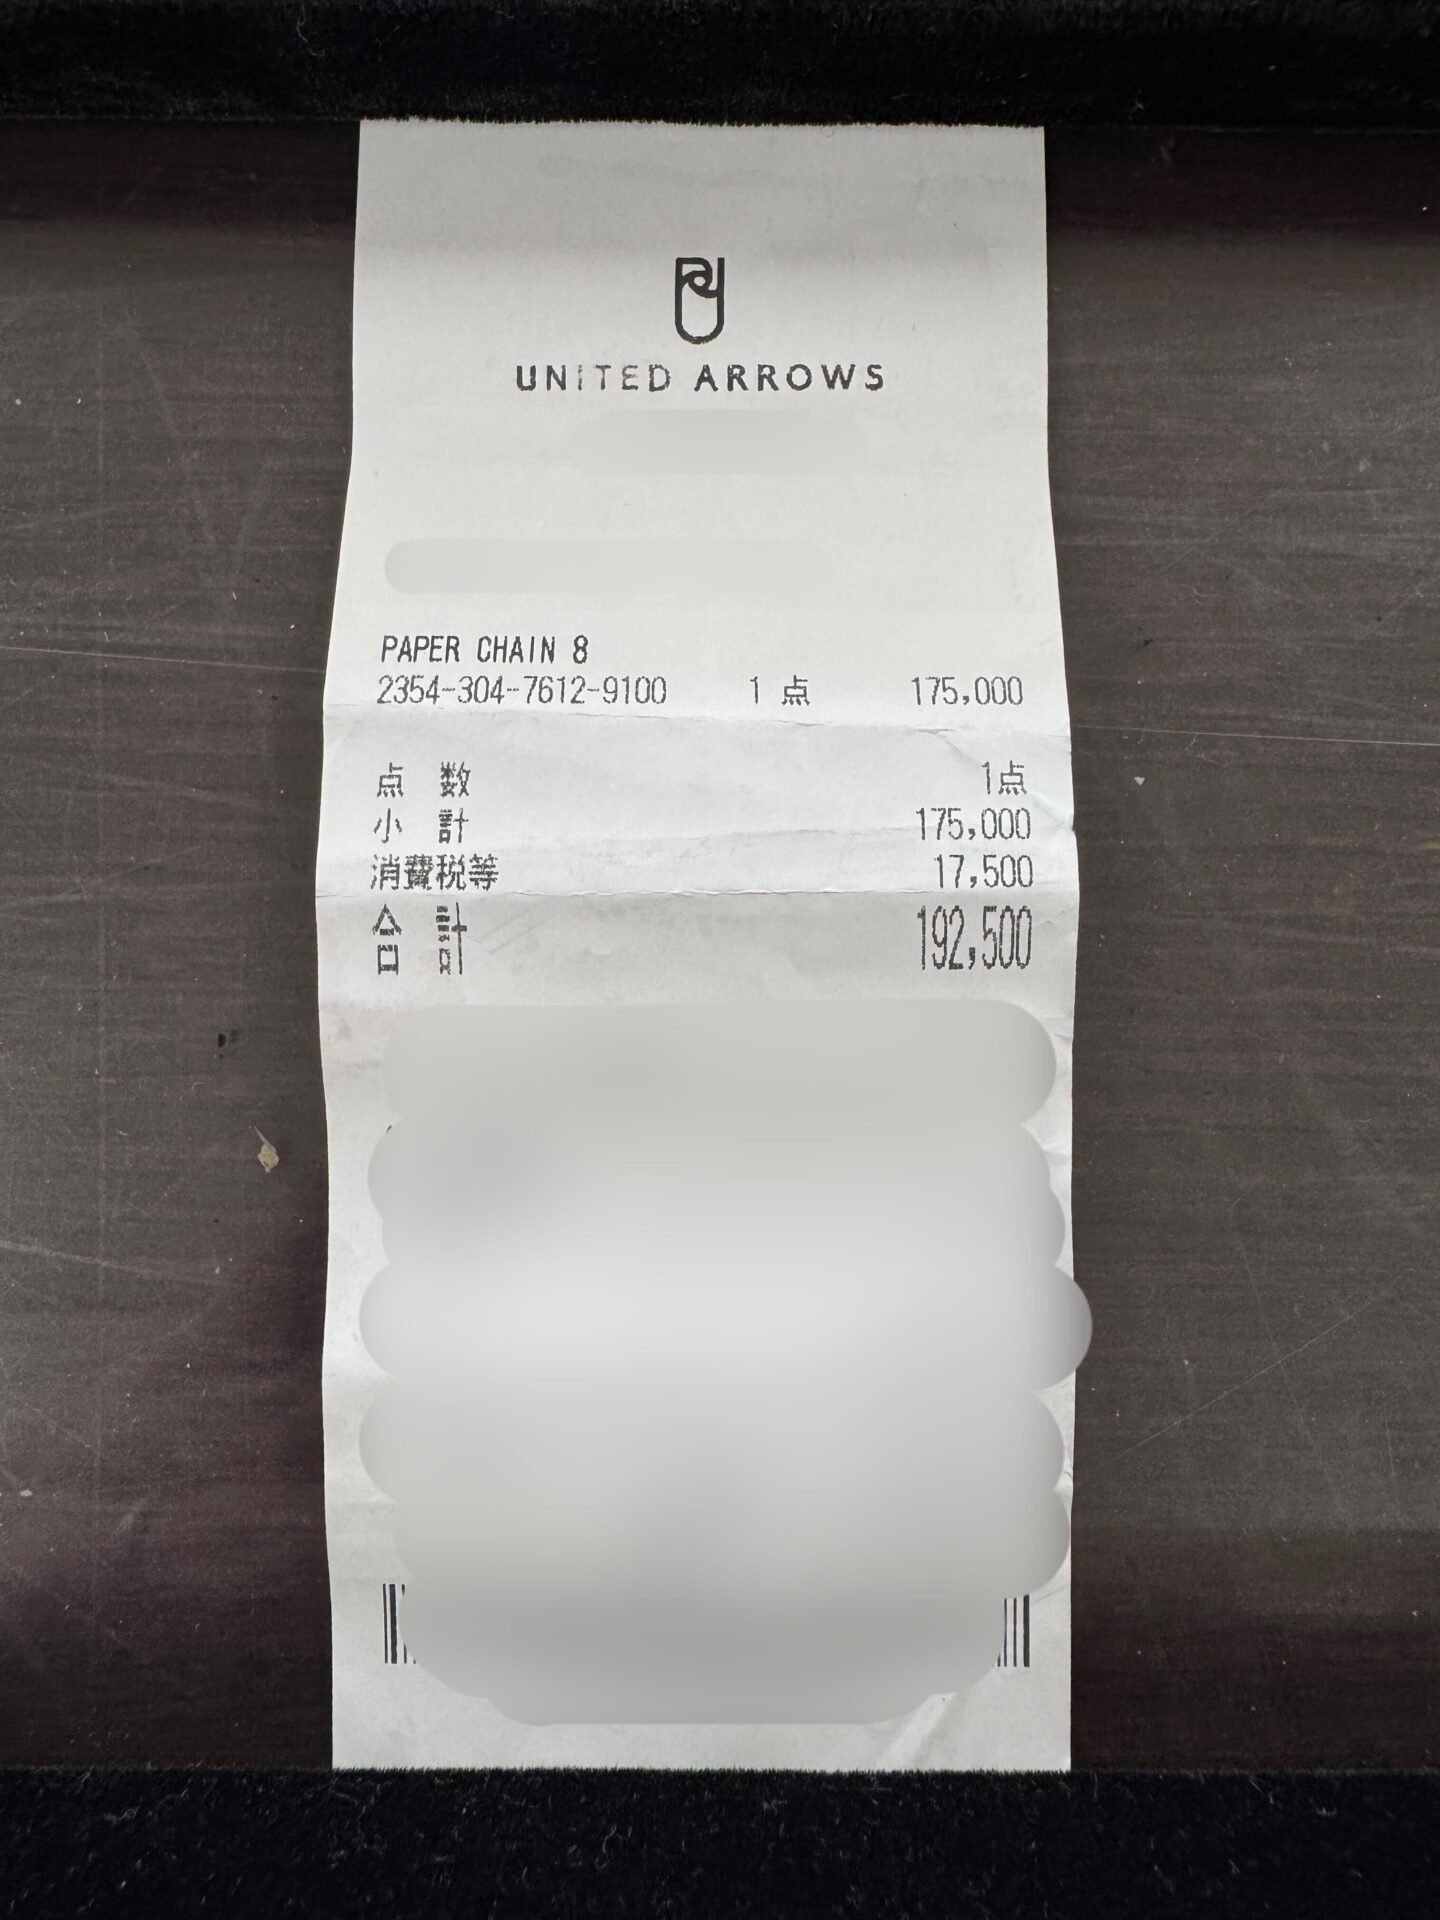 UNITED ARROWS
PAPER CHAIN 8
2354-304-7612-9100 1 点 175,000
点 数 1点
小 計 175,000
消費税等 17,500
合 計 192,500